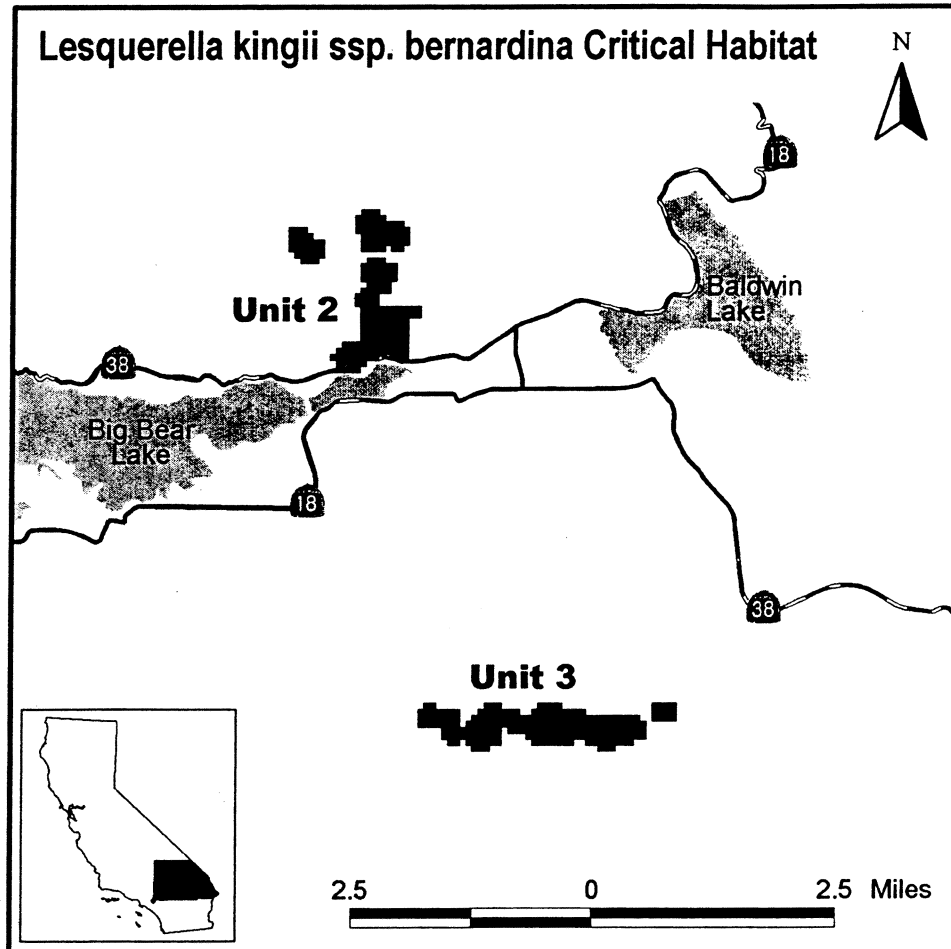 Lesquerella kingii ssp. bernardina Critical Habitat
N
18
Unit 2
Baldwin
Lake
38
Big Bear
Lake
18
38
Unit 3
2.5 0 2.5 Miles